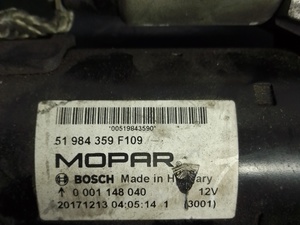 *00519843590*
51 984 359 F109
MOPAR
BOSCH Made in Hungary
0 001 148 040 12V
20171213 04:05:14 1 (3001)